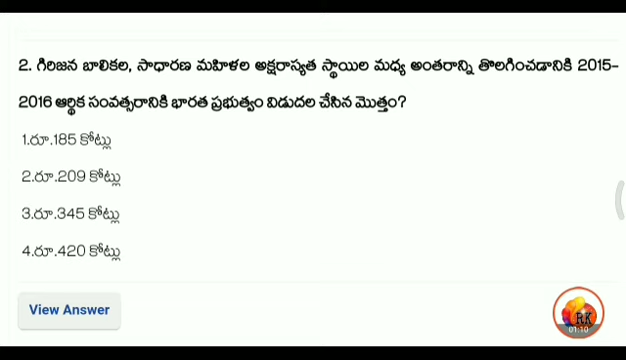 2. గిరిజన బాలికల, సాధారణ మహిళల అక్షరాస్యత స్థాయిల మధ్య అంతరాన్ని తొలగించడానికి 2015-
2016 ఆర్థిక సంవత్సరానికి భారత ప్రభుత్వం విడుదల చేసిన మొత్తం?
1.రూ.185 కోట్లు
2.రూ.209 కోట్లు
3.రూ.345 కోట్లు
4.రూ.420 కోట్లు
View Answer
RK
01:10